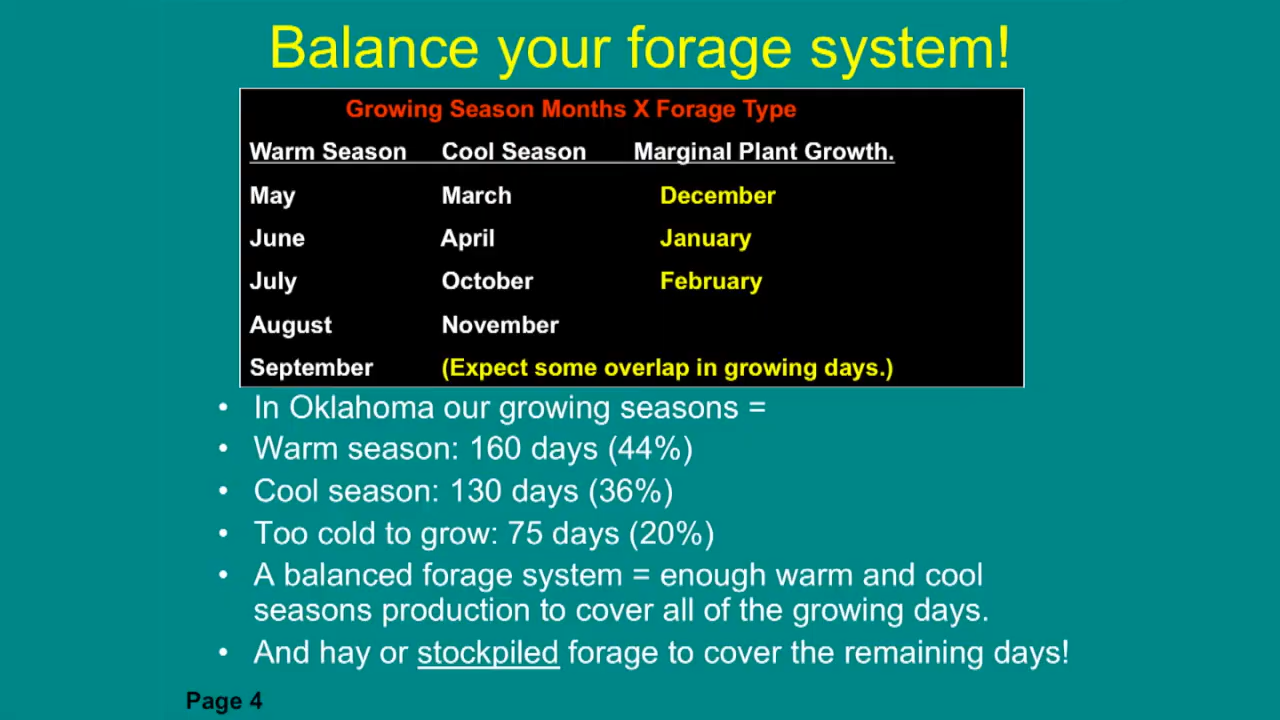 Balance your forage system!
Growing Season Months X Forage Type
Warm Season Cool Season Marginal Plant Growth.
May March December
June April January
July October February
August November
September (Expect some overlap in growing days.)
• In Oklahoma our growing seasons =
• Warm season: 160 days (44%)
• Cool season: 130 days (36%)
• Too cold to grow: 75 days (20%)
• A balanced forage system = enough warm and cool
seasons production to cover all of the growing days.
• And hay or stockpiled forage to cover the remaining days!
Page 4